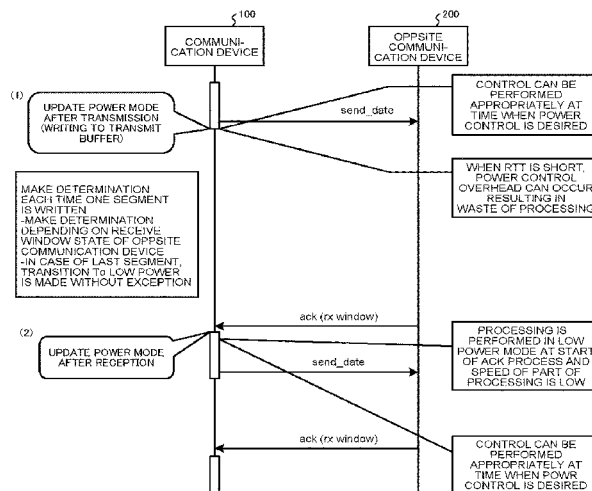 100
200
COMMUNI-
CATION DEVICE
OPPSITE
COMMUNICATION
DEVICE
(1)
UPDATE POWER MODE
AFTER TRANSMISSION
(WRITING TO TRANSMIT
BUFFER)
send_date
CONTROL CAN BE
PERFORMED
APPROPRIATELY AT
TIME WHEN POWER
CONTROL IS DESIRED
WHEN RTT IS SHORT,
POWER CONTROL
OVERHEAD CAN OCCUR
RESULTING IN
WASTE OF PROCESSING
MAKE DETERMINATION
EACH TIME ONE SEGMENT
IS WRITTEN
-MAKE DETERMINATION
DEPENDING ON RECEIVE
WINDOW STATE OF OPPSITE
COMMUNICATION DEVICE
-IN CASE OF LAST SEGMENT,
TRANSITION To LOW POWER
IS MADE WITHOUT EXCEPTION
ack (rx window)
(2)
UPDATE POWER MODE
AFTER RECEPTION
send_date
PROCESSING IS
PERFORMED IN LOW
POWER MODE AT START
OF ACK PROCESS AND
SPEED OF PART OF
PROCESSING IS LOW
ack (rx window)
CONTROL CAN BE
PERFORMED
APPROPRIATELY AT
TIME WHEN POWR
CONTROL IS DESIRED